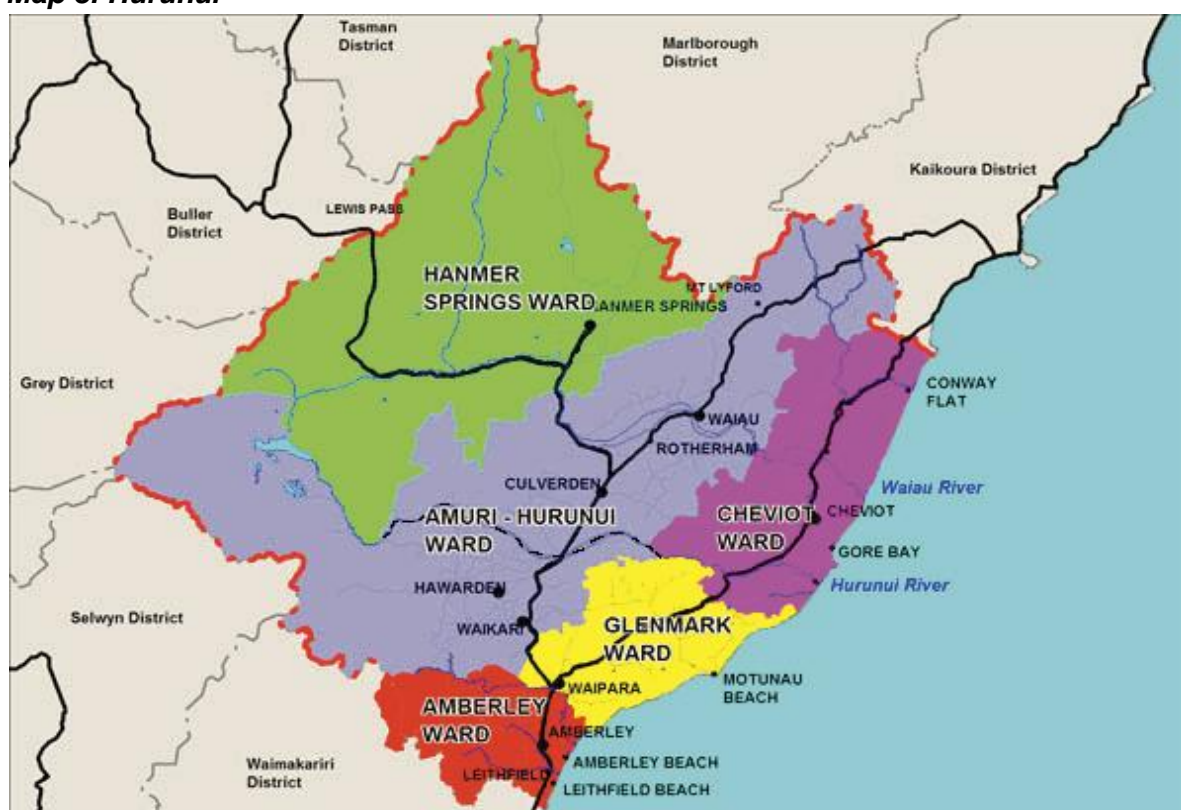 Map Hurunui
Tasman
District
Marlborough
District
Kaikoura District
LEWIS PASS
Buller
District
HANMER
SPRINGS WARD
ANMER SPRINGS
MT LYFORD
Grey District
CONWAY
FLAT
WAIAU
ROTHERHAM
CULVERDEN
Waiau River
AMURI - HURUNUI
WARD
CHEVIOT
WARD
CHEVIOT
GORE BAY
HAWARDEN
Hurunui River
Selwyn District
WAIKARI
GLENMARK
WARD
WAIPARA
MOTUNAU
BEACH
AMBERLEY
WARD
AMBERLEY
Waimakariri
District
AMBERLEY BEACH
LEITHFIELD
LEITHFIELD BEACH